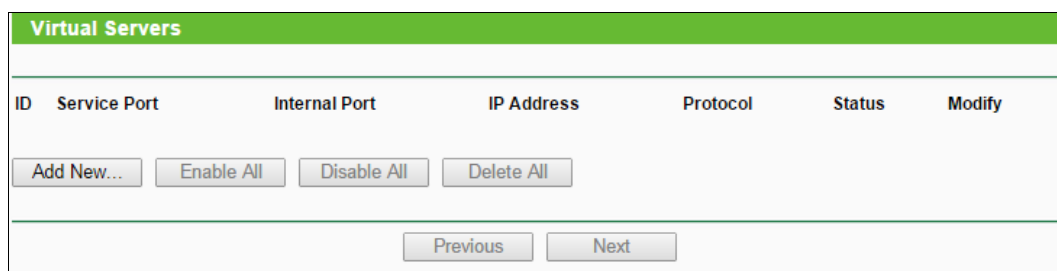 Virtual Servers
ID Service Port Internal Port IP Address Protocol Status Modify
Add New... Enable All Disable All Delete All
Previous Next